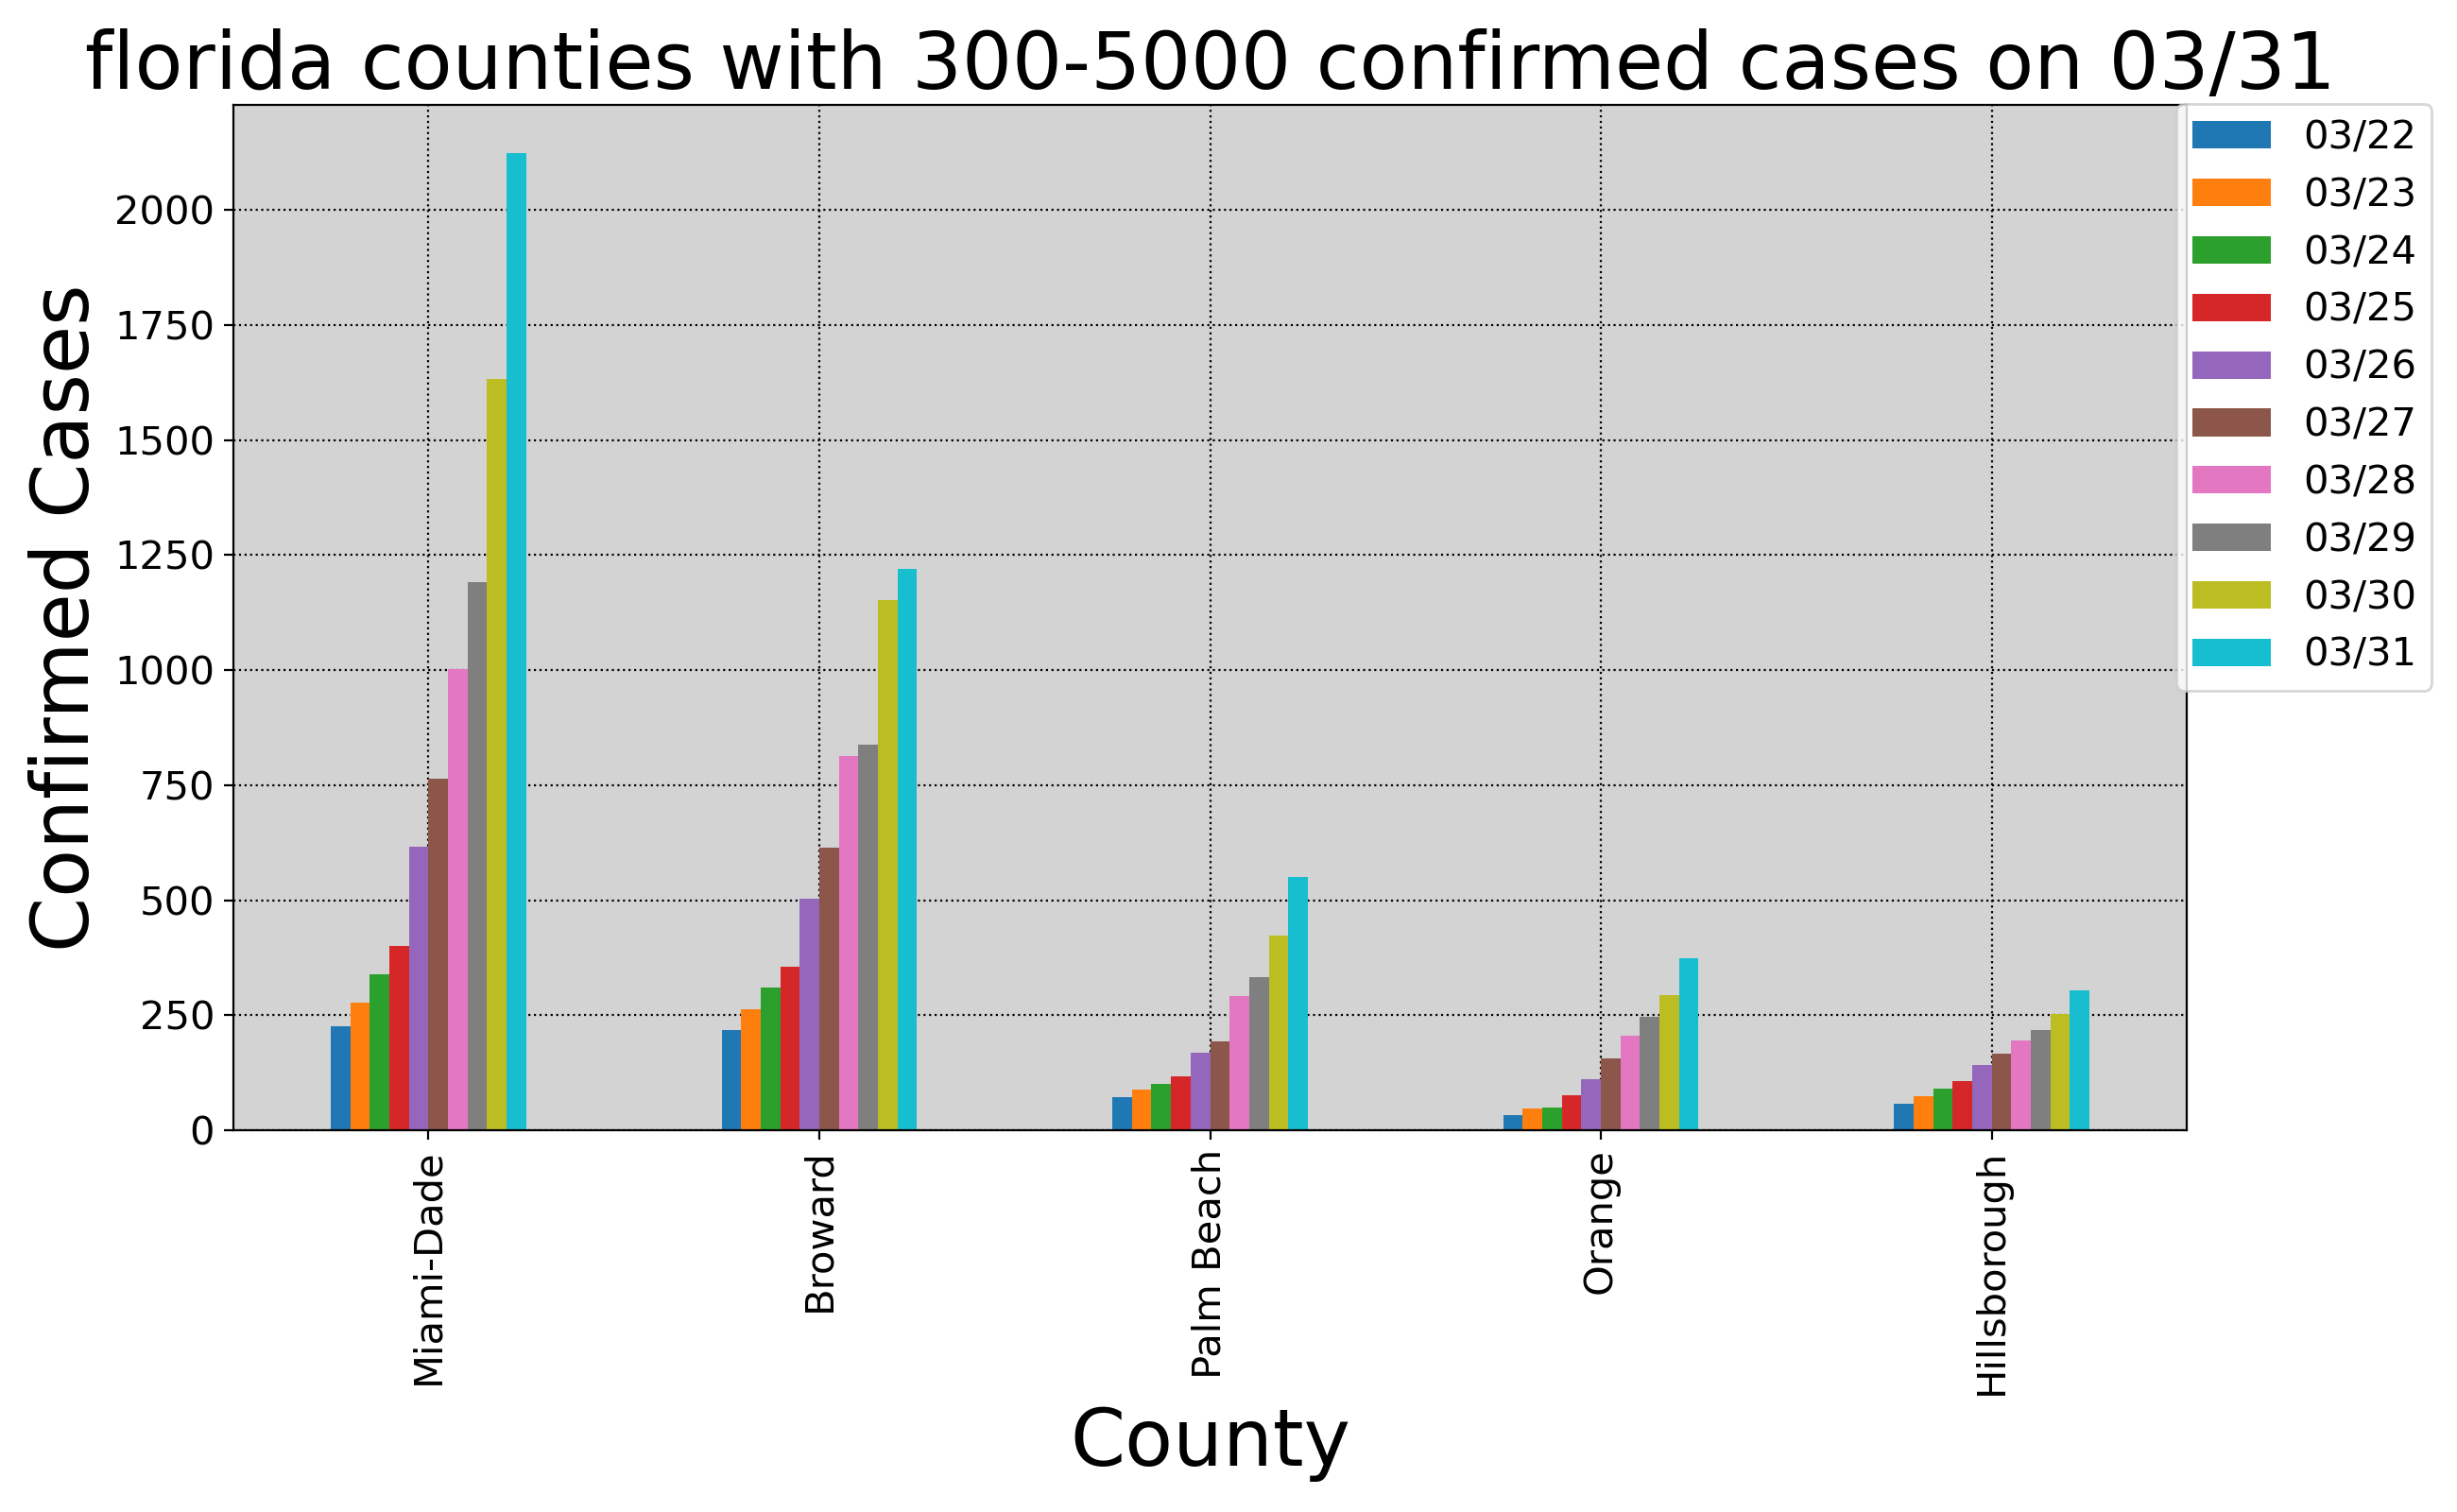 florida counties with 300-5000 confirmed cases on 03/31
Confirmed Cases
2000
1750
1500
1250
1000
750
500
250
0
03/22
03/23
03/24
03/25
03/26
03/27
03/28
03/29
03/30
03/31
Miami-Dade
Broward
Palm Beach
Orange
Hillsborough
County